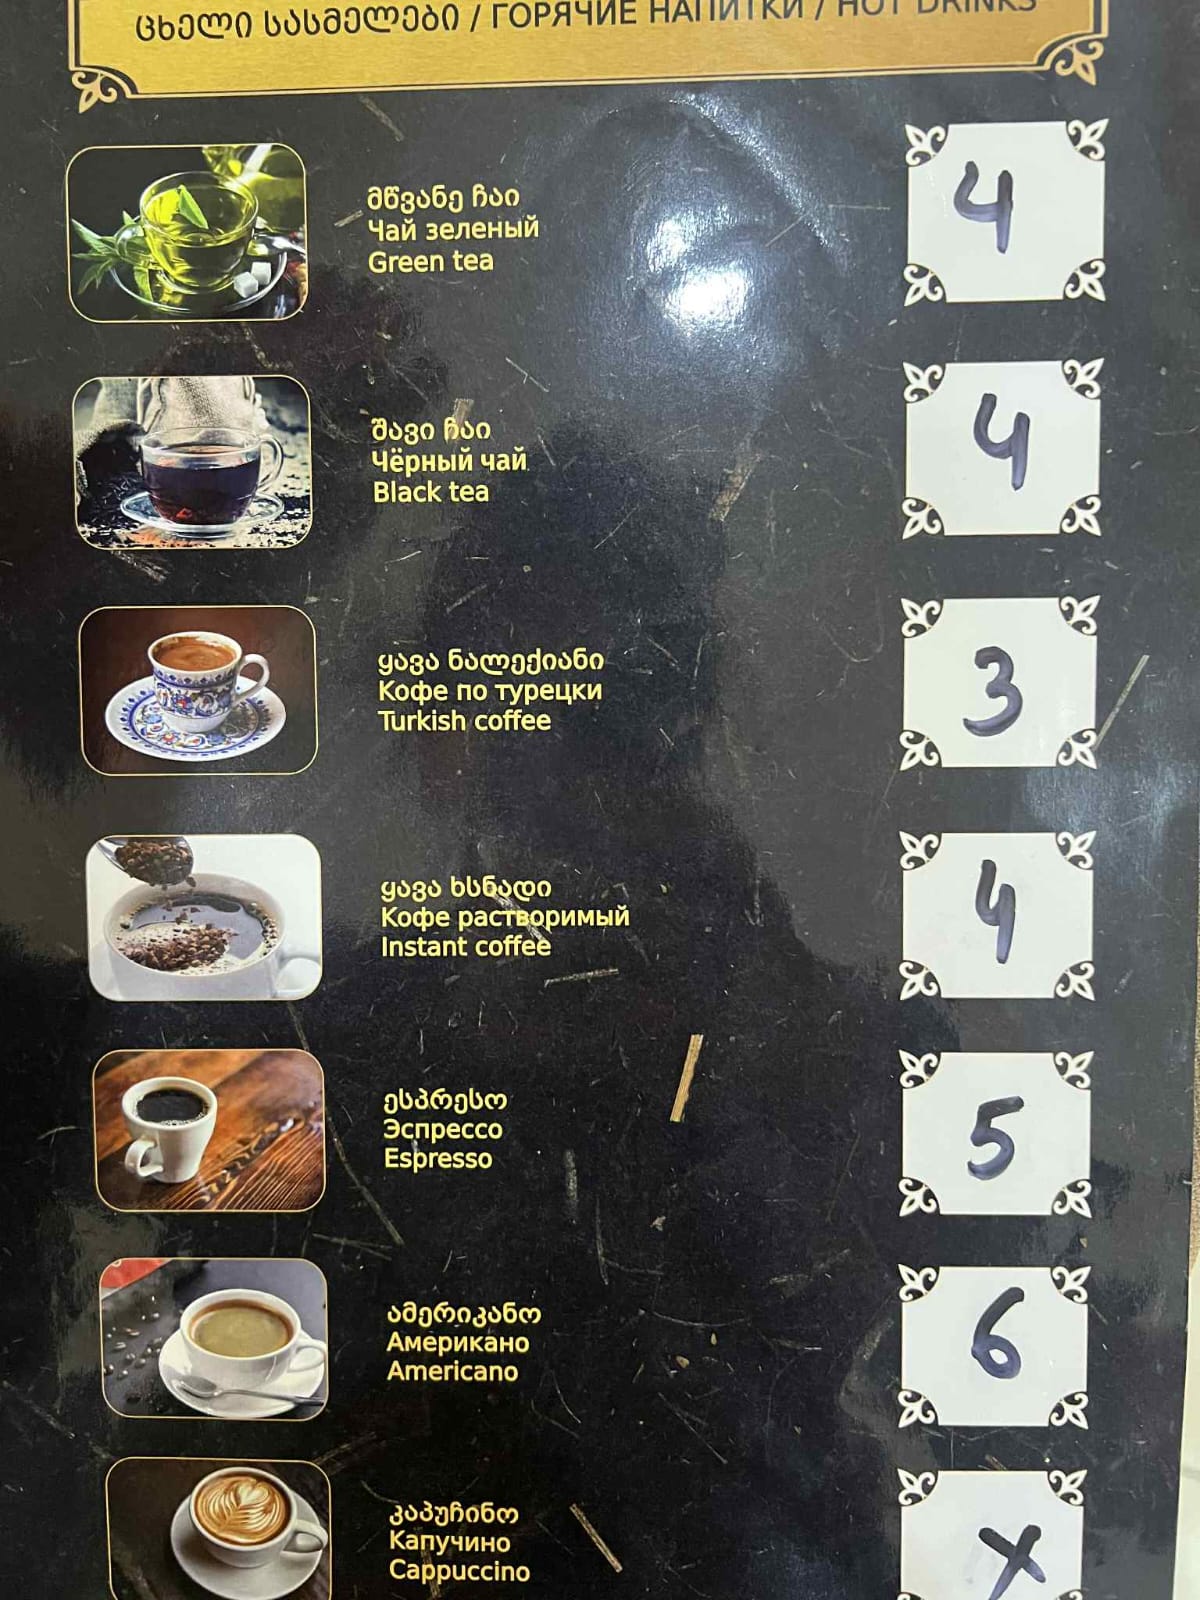 ცხელი სასმელები / ГОРЯЧИЕ НАПИТКИ / HOT DRINKS
მწვანე ჩაი
Чай зеленый
Green tea
4
შავი ჩაი
Чёрный чай
Black tea
4
ყავა ნალექიანი
Кофе по турецки
Turkish coffee
3
ყავა ხსნადი
Кофе растворимый
Instant coffee
4
ესპრესო
Эспрессо
Espresso
5
ამერიკანო
Американо
Americano
6
კაპუჩინო
Капучино
Cappuccino
X